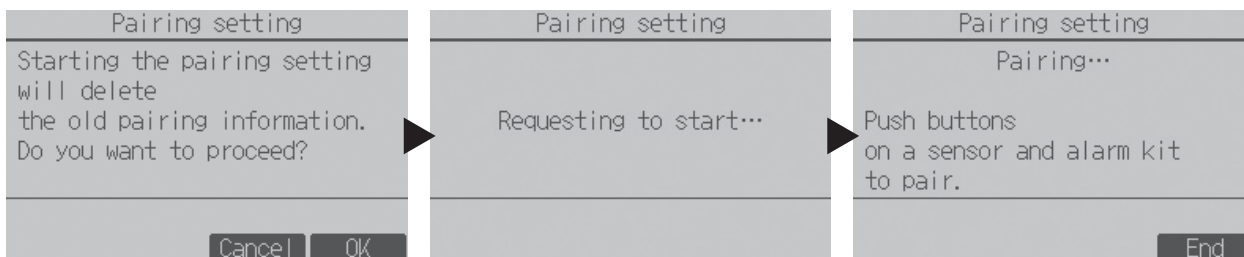 Pairing setting
Starting the pairing setting
will delete
the old pairing information.
Do you want to proceed?
Cancel OK
Pairing setting
Requesting to start…
Pairing setting
Pairing…
Push buttons
on a sensor and alarm kit
to pair.
End